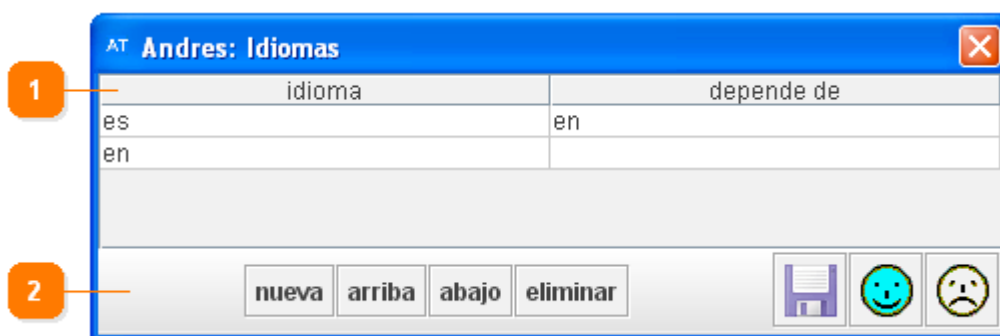 AT Andres: Idiomas
1
idioma depende de
es en
en
2
nueva arriba abajo eliminar